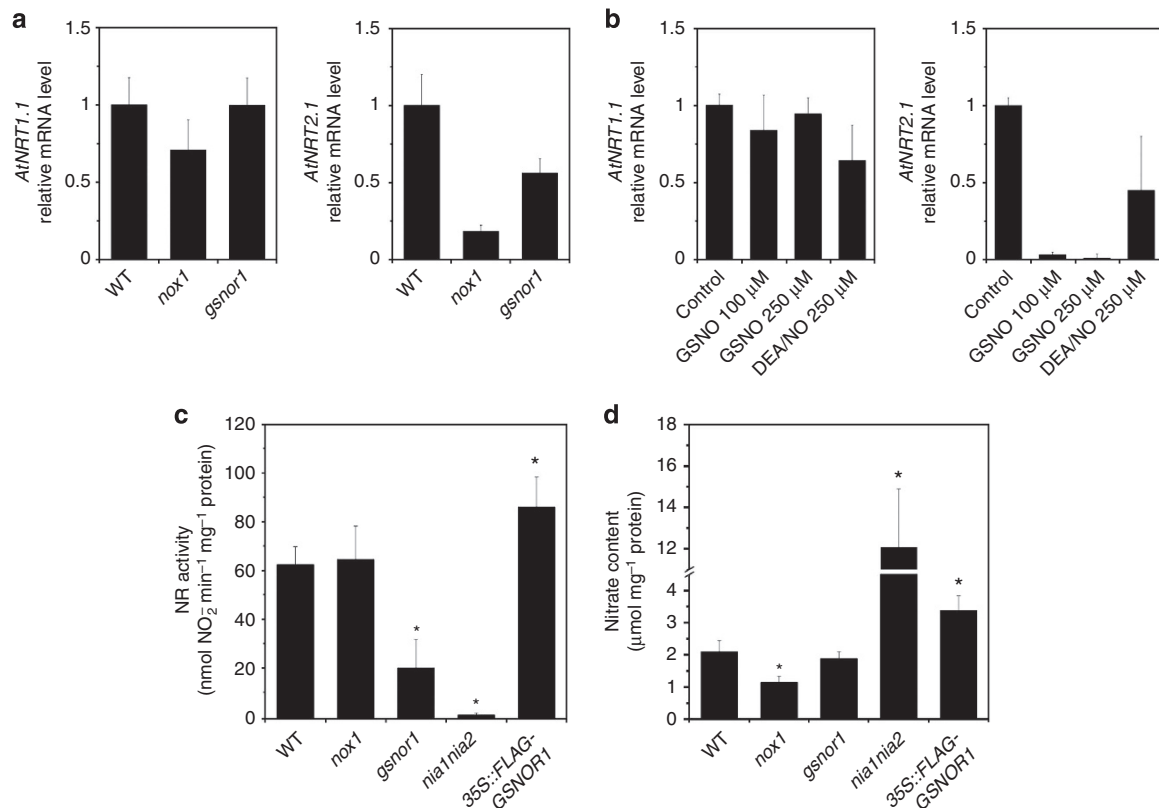 a
AtNRT1.1
relative mRNA level
1.5
1
0.5
0
WT
nox1
gsnor1
AtNRT2.1
relative mRNA level
1.5
1
0.5
0
WT
nox1
gsnor1
b
AtNRT1.1
relative mRNA level
1.5
1
0.5
0
Control
GSNO 100 μM
GSNO 250 μM
DEA/NO 250 μM
AtNRT2.1
relative mRNA level
1.5
1
0.5
0
Control
GSNO 100 μM
GSNO 250 μM
DEA/NO 250 μM
c
NR activity
(nmol NO₂⁻ min⁻¹ mg⁻¹ protein)
120
100
80
60
40
20
0
*
*
*
WT
nox1
gsnor1
nia1nia2
35S::FLAG-
GSNOR1
d
Nitrate content
(μmol mg⁻¹ protein)
18
16
14
12
4
3
2
1
0
*
*
*
WT
nox1
gsnor1
nia1nia2
35S::FLAG-
GSNOR1